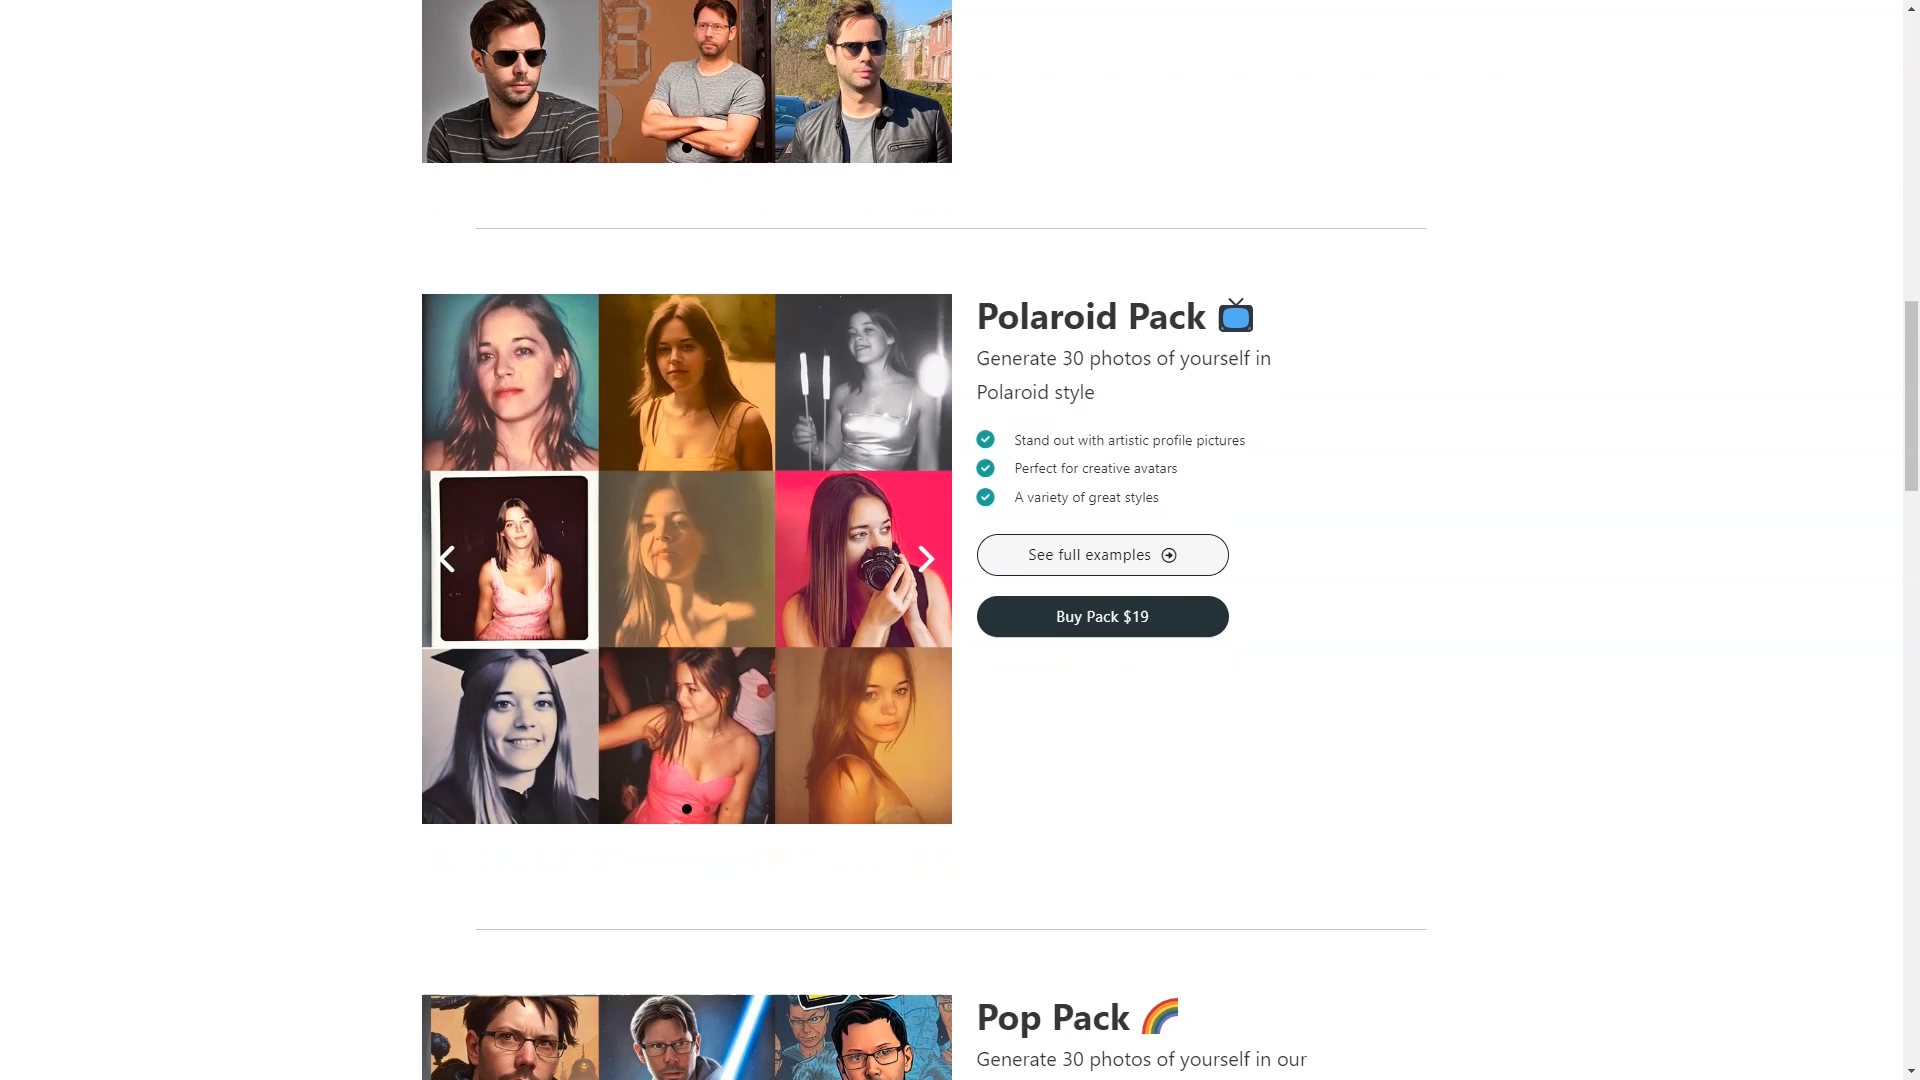 Polaroid Pack
Generate 30 photos of yourself in
Polaroid style
Stand out with artistic profile pictures
Perfect for creative avatars
A variety of great styles
See full examples
Buy Pack $19
Pop Pack
Generate 30 photos of yourself in our